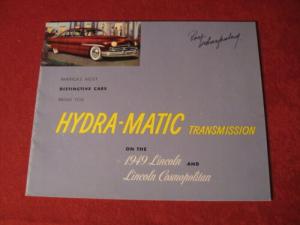 AMERICA'S MOST
DISTINCTIVE CARS
BRING YOU
HYDRA-MATIC TRANSMISSION
ON THE
1949 Lincoln AND
Lincoln Cosmopolitan